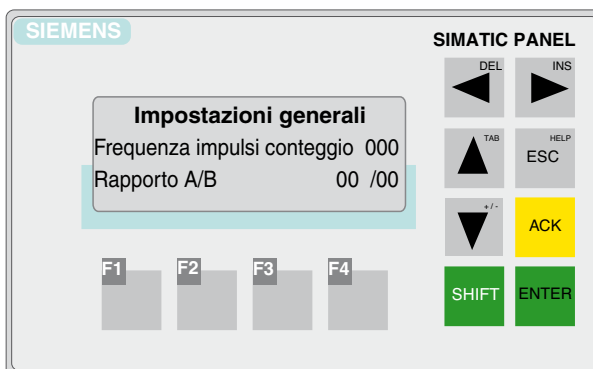 SIEMENS
SIMATIC PANEL
DEL
INS
Impostazioni generali
Frequenza impulsi conteggio 000
Rapporto A/B 00 /00
TAB
HELP
ESC
+/-
ACK
F1
F2
F3
F4
SHIFT
ENTER